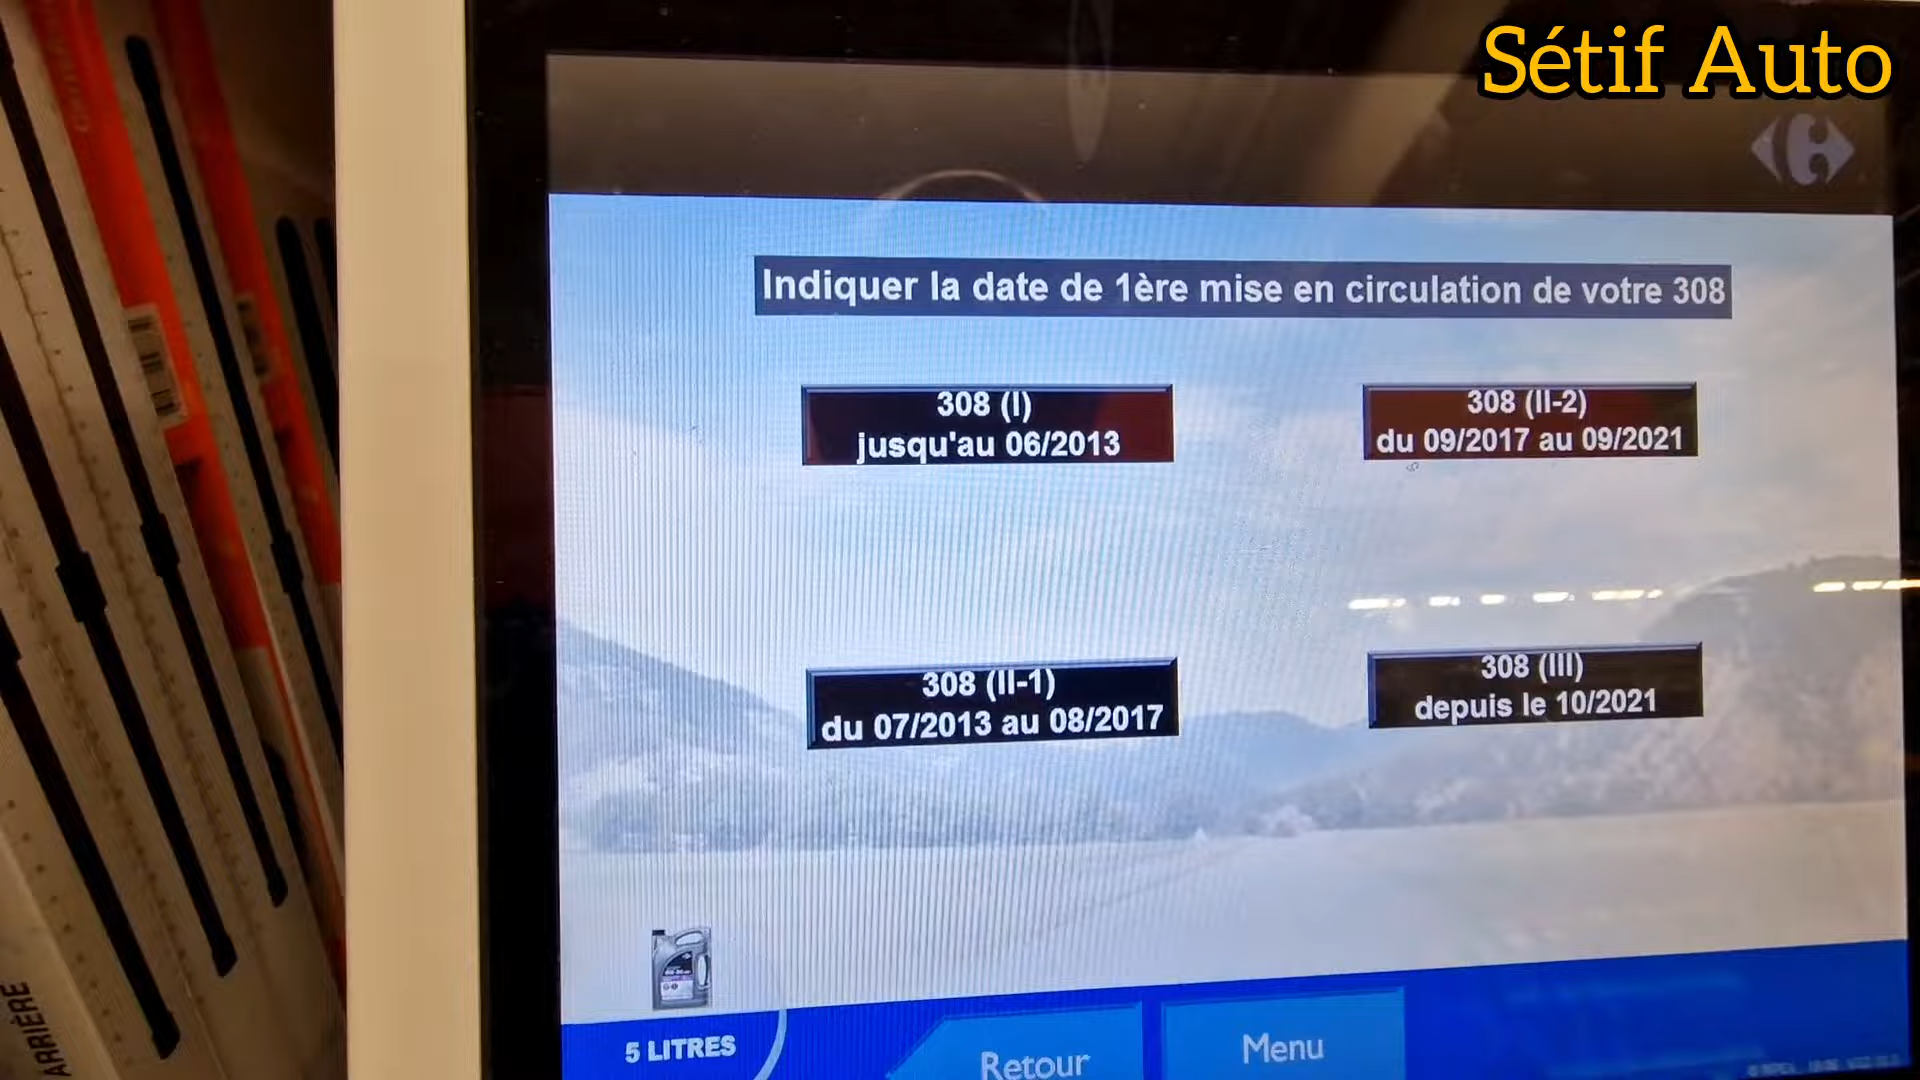 Sétif Auto
Indiquer la date de 1ère mise en circulation de votre 308
308 (I)
jusqu'au 06/2013
308 (II-2)
du 09/2017 au 09/2021
308 (II-1)
du 07/2013 au 08/2017
308 (III)
depuis le 10/2021
5 LITRES
Retour
Menu
ARRIÈRE